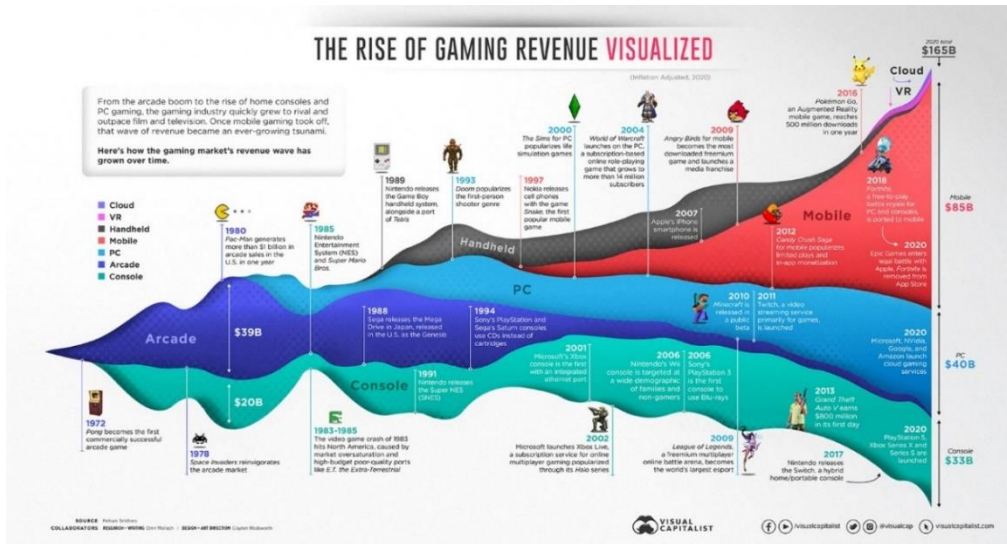 THE RISE OF GAMING REVENUE VISUALIZED
(Inflation Adjusted, 2020)
2020 total
$165B
From the arcade boom to the rise of home consoles and
PC gaming, the gaming industry quickly grew to rival and
outpace film and television. Once mobile gaming took off,
that wave of revenue became an ever-growing tsunami.
Here's how the gaming market's revenue wave has
grown over time.
Cloud
VR
Handheld
Mobile
PC
Arcade
Console
1980
Pac-Man generates
more than $1 billion in
arcade sales in the
U.S. in one year
1985
Nintendo
Entertainment
System (NES) and
Super Mario
Bros.
1989
Nintendo releases
the Game Boy
handheld system,
alongside a
port of Tetris
1993
Doom popularizes
the first-person
shooter genre
1997
Nokia releases
cell phones with
the game
Snake, the first
popular mobile
game
2000
The Sims for PC
popularizes life
simulation games
2004
World of Warcraft
launches on the PC,
a subscription-based
online role-playing
game that grows to
more than 14 million
subscribers
2009
Angry Birds for mobile
becomes the most
downloaded freemium
game and launches a
media franchise
2016
Pokémon Go,
an Augmented Reality
mobile game, reaches
500 million downloads
in one year
Cloud
VR
2007
Apple's iPhone
smartphone is
released
2012
Candy Crush Saga
for mobile popularizes
limited plays and
in-app monetization
Mobile
2018
Fortnite,
a free-to-play
battle royale for
PC and consoles,
is ported to mobile
2020
Epic Games enters
legal battle with
Apple, Fortnite is
removed from
App Store
Mobile
$85B
Handheld
PC
Arcade
$39B
1988
Sega releases the Mega
Drive in Japan, released
in the U.S. as the Genesis
1994
Sony's PlayStation and
Sega's Saturn consoles
use CDs instead of
cartridges
2010
Minecraft is
released in
a public
beta
2011
Twitch, a video
streaming service
primarily for games,
is launched
2020
Microsoft, Nvidia,
Google, and
Amazon launch
cloud gaming
services
PC
$40B
Console
$20B
1991
Nintendo releases
the Super NES
(SNES)
2001
Microsoft's Xbox
console is the first
with an integrated
ethernet port
2006
Nintendo's Wii
console is targeted at
a wide demographic
of families and
non-gamers
2006
Sony's
PlayStation 3
is the first
console to
use Blu-rays
2013
Grand Theft
Auto V earns
$800 million
in its first day
2020
PlayStation 5,
Xbox Series X and
Series S are
launched
Console
$33B
1972
Pong becomes the first
commercially successful
arcade game
1978
Space Invaders reinvigorates
the arcade market
1983-1985
The video game crash of 1983
hits North America, caused by
market oversaturation and
high-budget poor-quality ports
like E.T. the Extra-Terrestrial
2002
Microsoft launches Xbox Live,
a subscription service for online
multiplayer gaming popularized
through its Halo series
2009
League of Legends,
a freemium multiplayer
online battle arena, becomes
the world's largest esport
2017
Nintendo releases
the Switch, a hybrid
home/portable console
SOURCE Pelham Smithers
COLLABORATORS RESEARCH + WRITING Omri Wallach | DESIGN + ART DIRECTION Clayton Wadsworth
VISUAL
CAPITALIST
/visualcapitalist
@visualcap
visualcapitalist.com